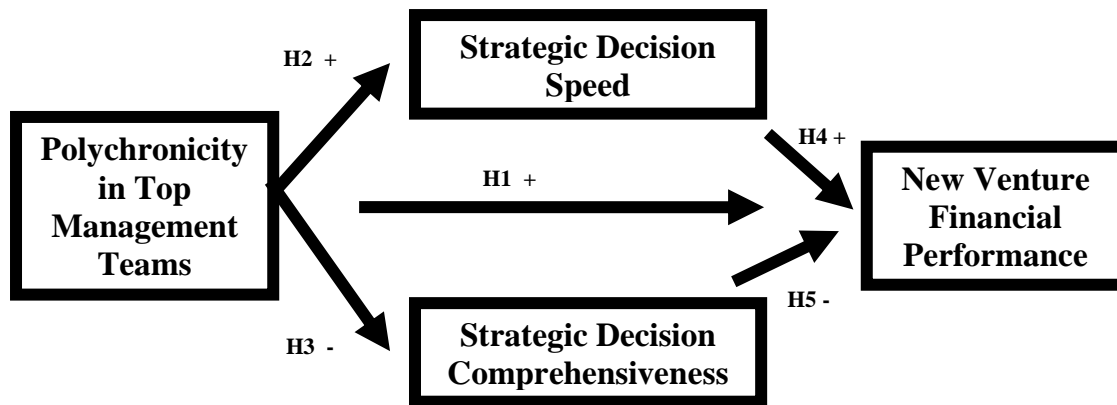 Strategic Decision
Speed
H2 +
H4 +
Polychronicity
in Top
Management
Teams
H1 +
New Venture
Financial
Performance
H3 -
H5 -
Strategic Decision
Comprehensiveness